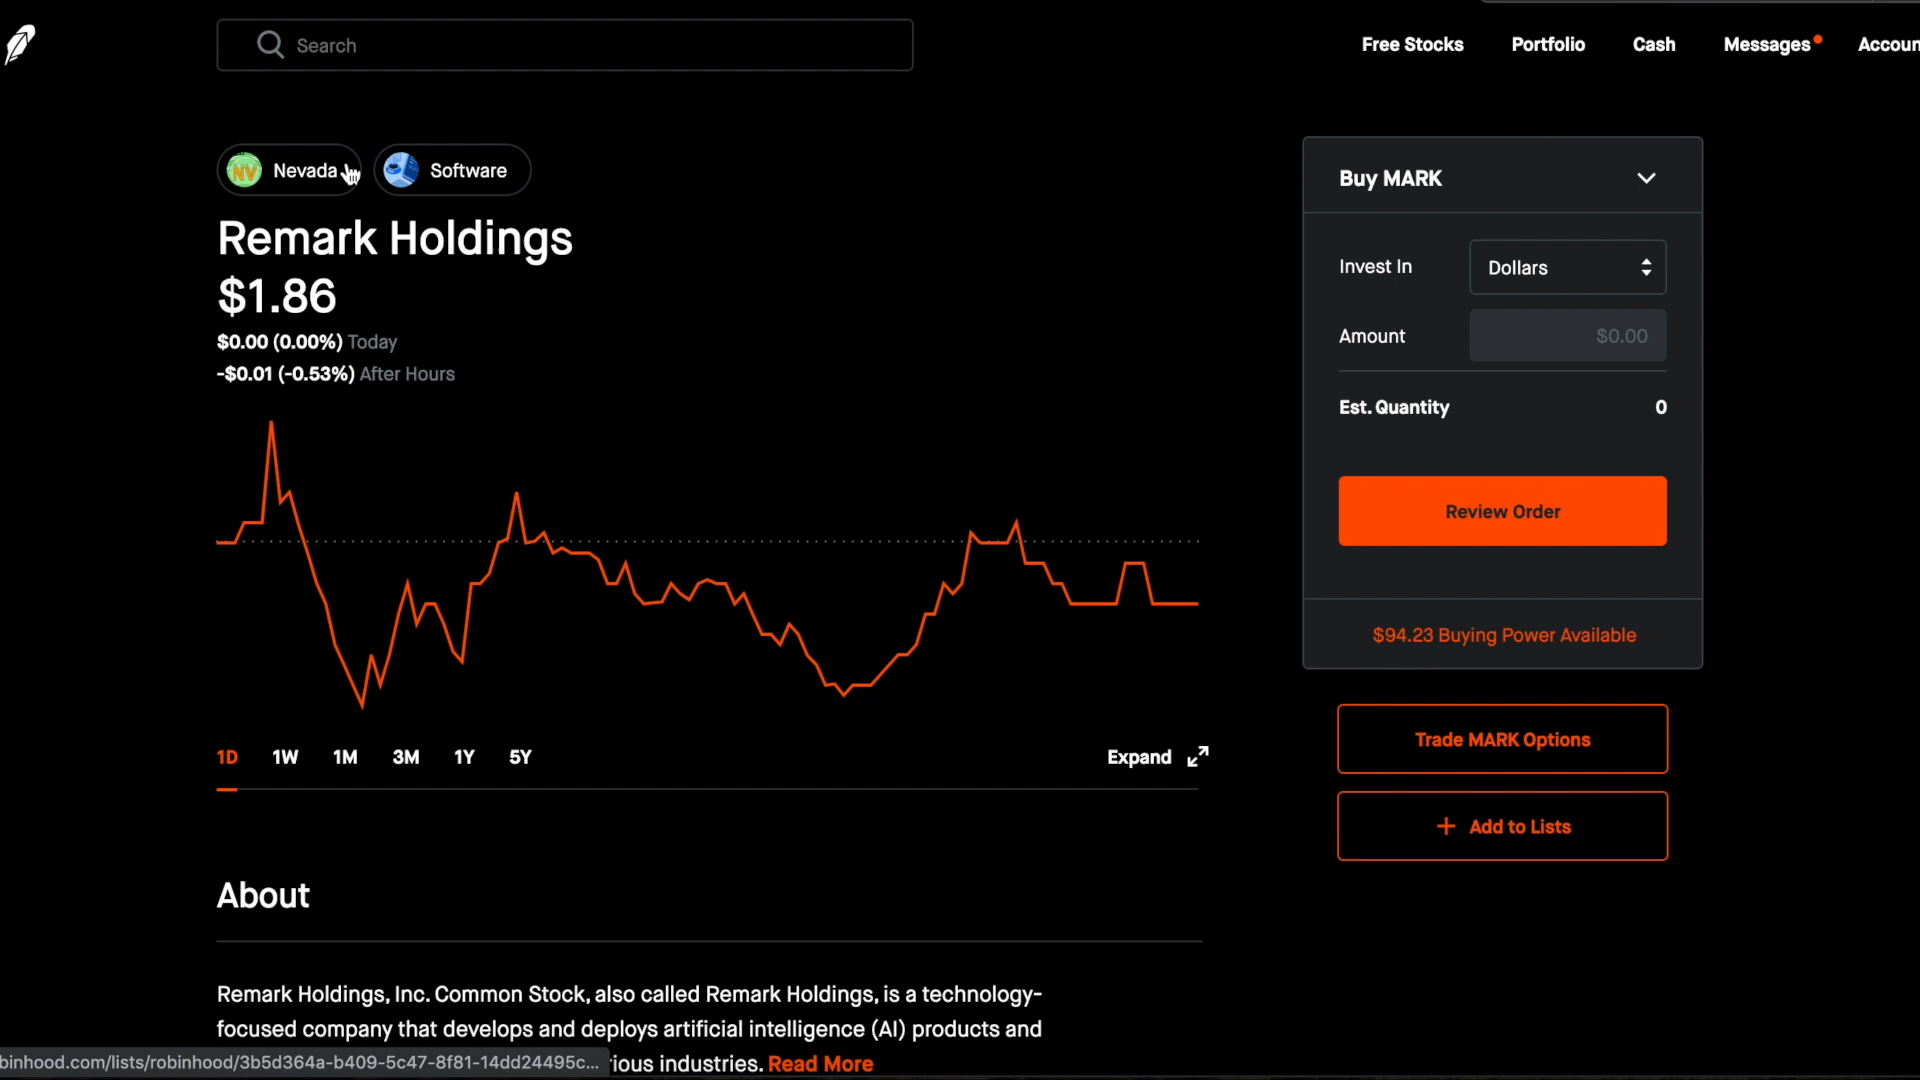 Search
Free Stocks
Portfolio
Cash
Messages
Accoun
NV
Nevada
Software
Remark Holdings
$1.86
$0.00 (0.00%) Today
-$0.01 (-0.53%) After Hours
1D
1W
1M
3M
1Y
5Y
Expand
Buy MARK
Invest In
Dollars
Amount
$0.00
Est. Quantity
0
Review Order
$94.23 Buying Power Available
Trade MARK Options
+ Add to Lists
About
Remark Holdings, Inc. Common Stock, also called Remark Holdings, is a technology-
focused company that develops and deploys artificial intelligence (AI) products and
rious industries. Read More
binhood.com/lists/robinhood/3b5d364a-b409-5c47-8f81-14dd24495c...